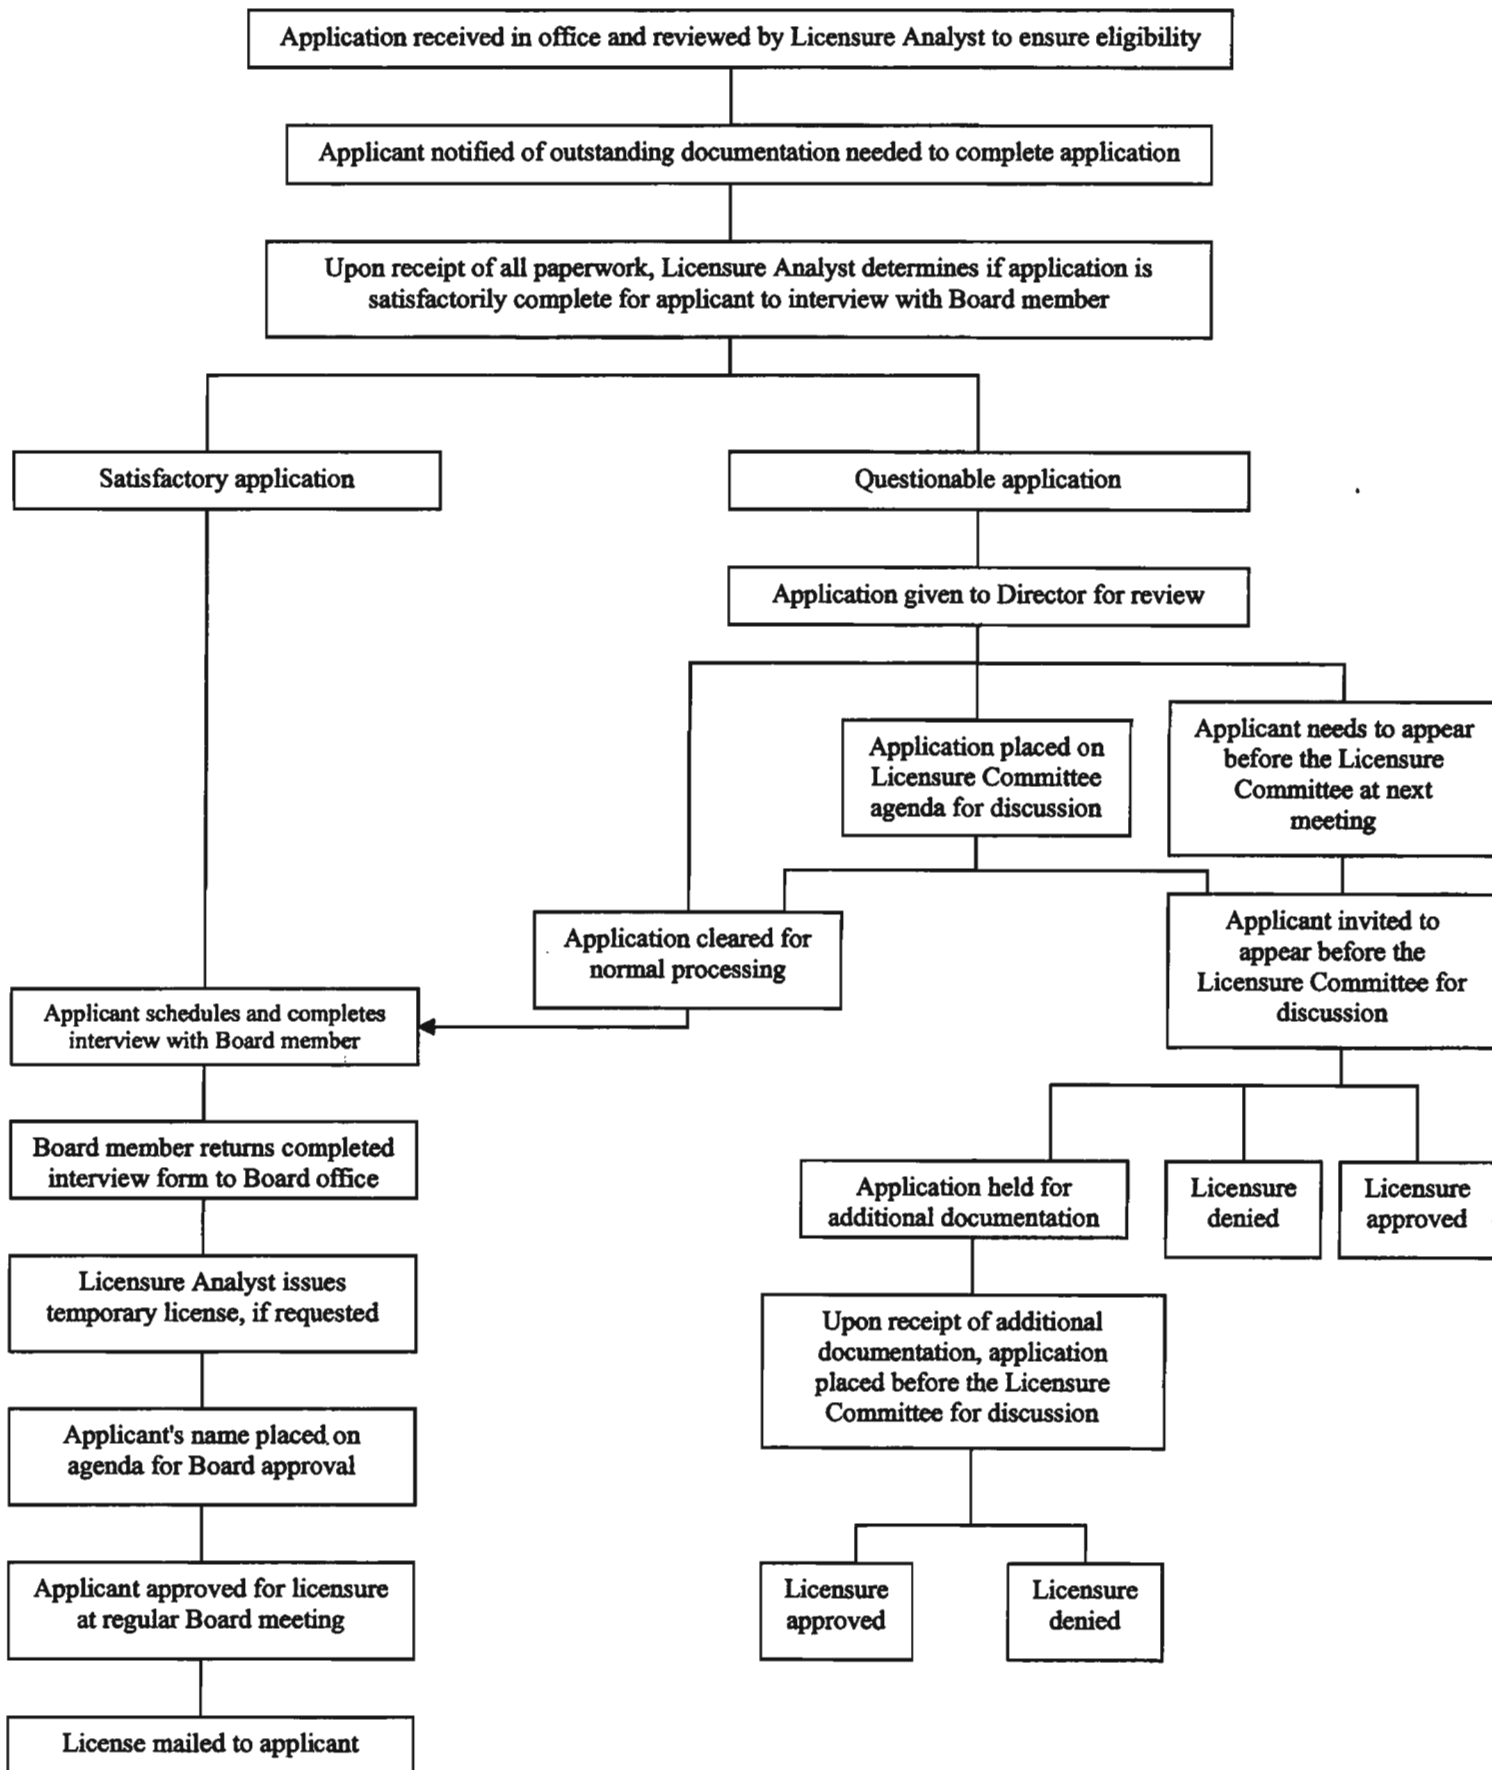 Application received in office and reviewed by Licensure Analyst to ensure eligibility
Applicant notified of outstanding documentation needed to complete application
Upon receipt of all paperwork, Licensure Analyst determines if application is
satisfactorily complete for applicant to interview with Board member
Satisfactory application
Questionable application
Application given to Director for review
Application placed on
Licensure Committee
agenda for discussion
Applicant needs to appear
before the Licensure
Committee at next
meeting
Application cleared for
normal processing
Applicant invited to
appear before the
Licensure Committee for
discussion
Applicant schedules and completes
interview with Board member
Board member returns completed
interview form to Board office
Application held for
additional documentation
Licensure
denied
Licensure
approved
Licensure Analyst issues
temporary license, if requested
Upon receipt of additional
documentation, application
placed before the Licensure
Committee for discussion
Applicant's name placed on
agenda for Board approval
Applicant approved for licensure
at regular Board meeting
Licensure
approved
Licensure
denied
License mailed to applicant